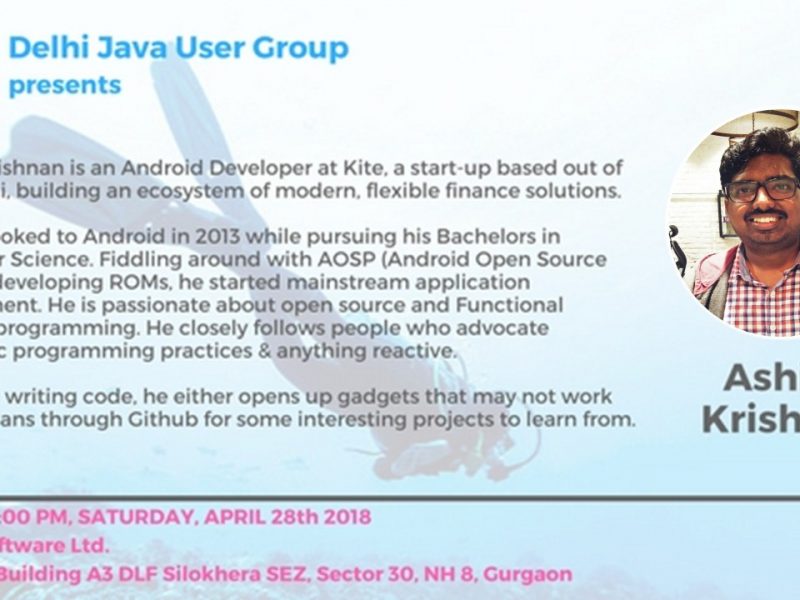 Delhi Java User Group
presents
ishnan is an Android Developer at Kite, a start-up based out of
i, building an ecosystem of modern, flexible finance solutions.
ooked to Android in 2013 while pursuing his Bachelors in
r Science. Fiddling around with AOSP (Android Open Source
developing ROMs, he started mainstream application
ment. He is passionate about open source and Functional
programming. He closely follows people who advocate
c programming practices & anything reactive.
writing code, he either opens up gadgets that may not work
ans through Github for some interesting projects to learn from.
Ashi
Krish
:00 PM, SATURDAY, APRIL 28th 2018
ftware Ltd.
Building A3 DLF Silokhera SEZ, Sector 30, NH 8, Gurgaon